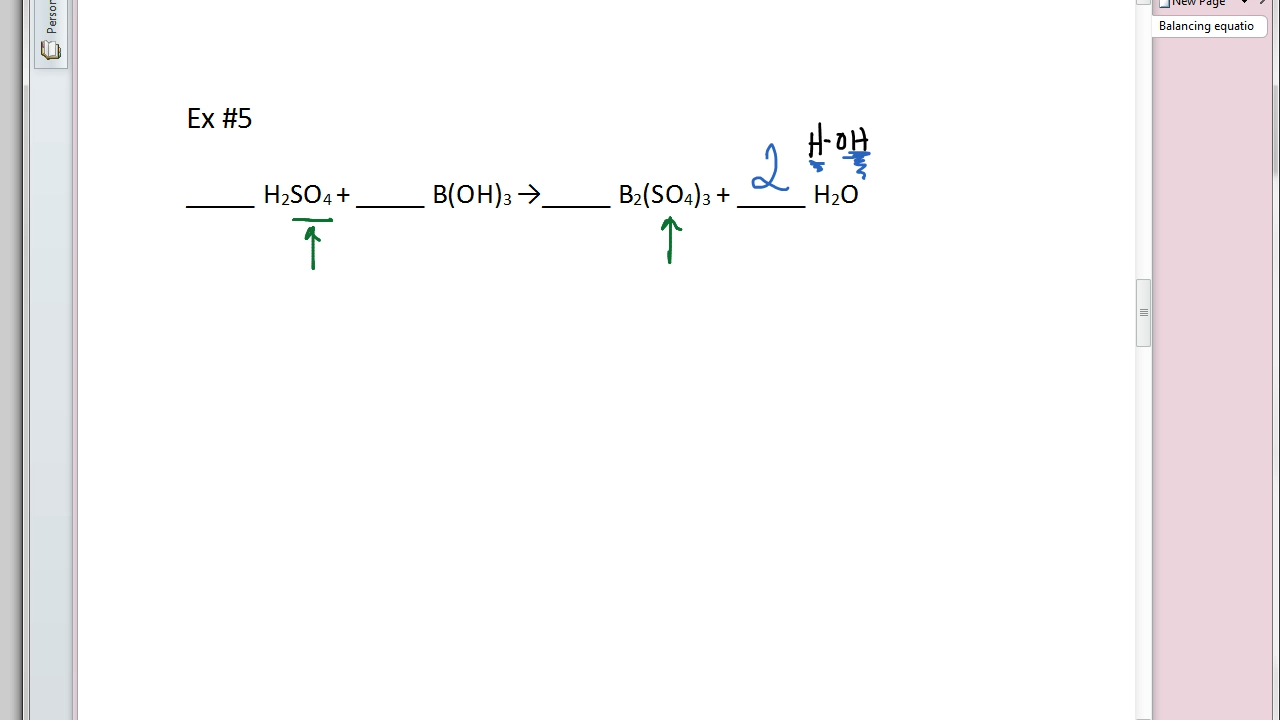 New Page
Person
Balancing equatio
Ex #5
H-OH
2
_____ H₂SO₄ + _____ B(OH)₃ → _____ B₂(SO₄)₃ + _____ H₂O